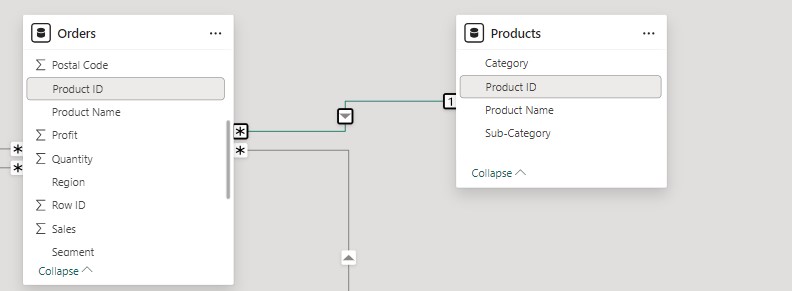 Orders
Postal Code
Product ID
Product Name
Profit
Quantity
Region
Row ID
Sales
Segment
Collapse
*
*
*
*
1
Products
Category
Product ID
Product Name
Sub-Category
Collapse